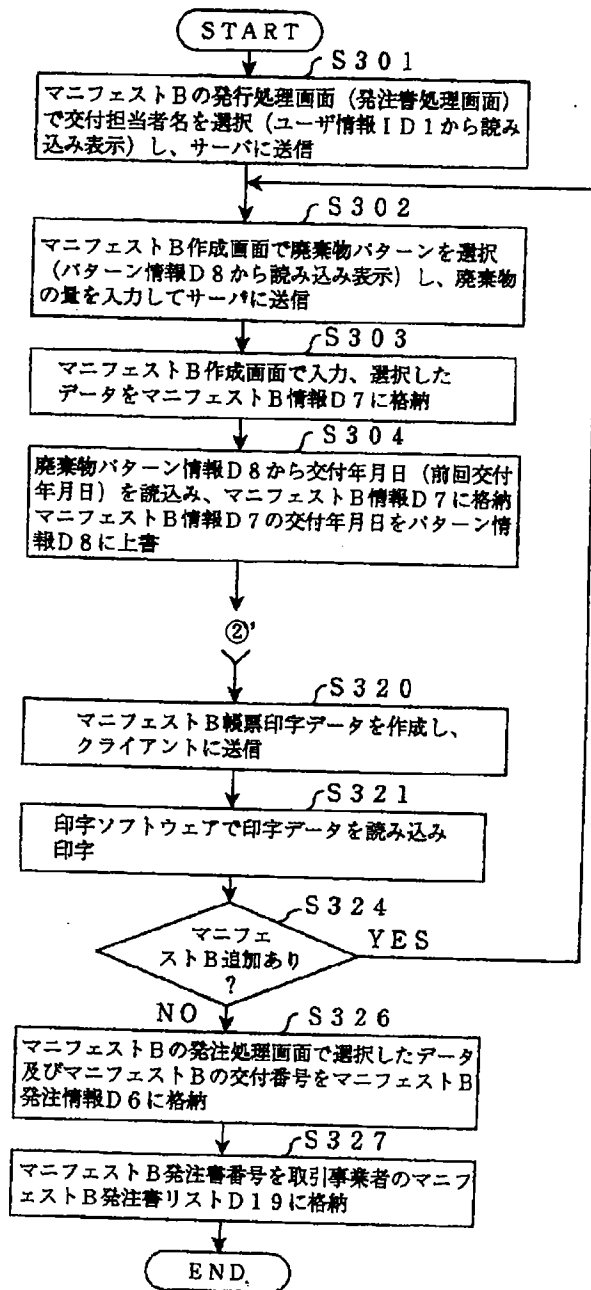 START
S301
マニフェストBの発行処理画面（発注書処理画面）
で交付担当者名を選択（ユーザ情報ID1から読み
込み表示）し、サーバに送信
S302
マニフェストB作成画面で廃棄物パターンを選択
（パターン情報D8から読み込み表示）し、廃棄物
の量を入力してサーバに送信
S303
マニフェストB作成画面で入力、選択した
データをマニフェストB情報D7に格納
S304
廃棄物パターン情報D8から交付年月日（前回交付
年月日）を読込み、マニフェストB情報D7に格納
マニフェストB情報D7の交付年月日をパターン情
報D8に上書
②'
S320
マニフェストB帳票印字データを作成し、
クライアントに送信
S321
印字ソフトウェアで印字データを読み込み
印字
S324
マニフェ
ストB追加あり
?
YES
NO
S326
マニフェストBの発注処理画面で選択したデータ
及びマニフェストBの交付番号をマニフェストB
発注情報D6に格納
S327
マニフェストB発注書番号を取引事業者のマニフ
ェストB発注書リストD19に格納
END